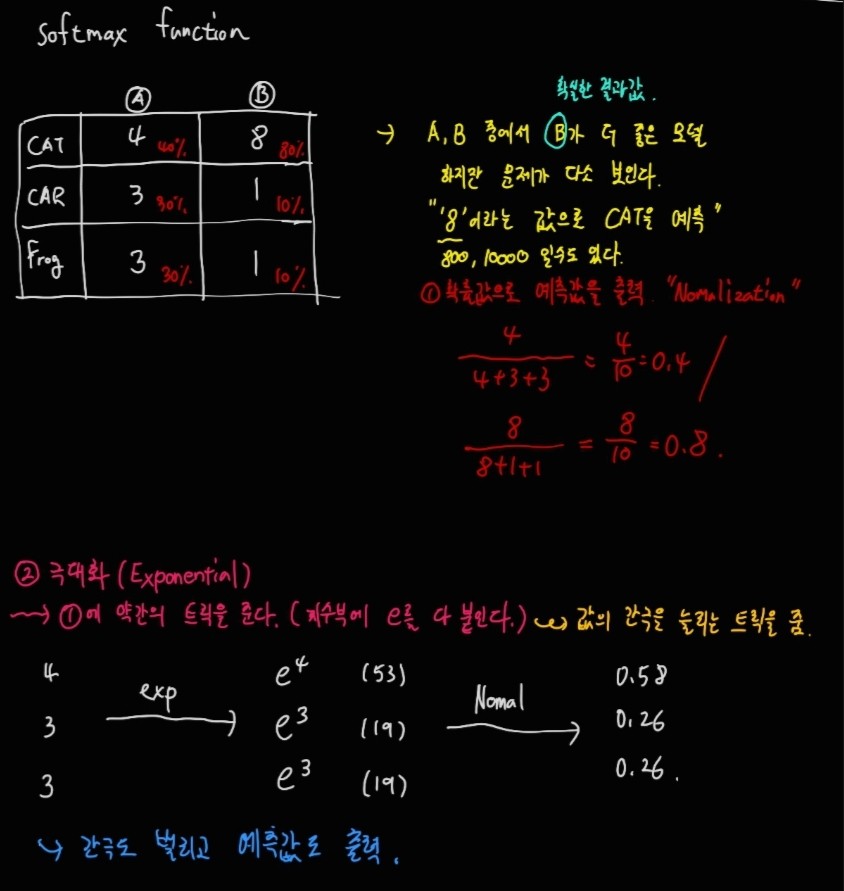 softmax function
Ⓐ Ⓑ
CAT 4 40% 8 80%
CAR 3 30% 1 10%
Frog 3 30% 1 10%
확실한 결과값.
→ A, B 중에서 Ⓑ가 더 좋은 모델
하지만 문제가 다소 보인다.
"'8'이라는 값으로 CAT을 예측"
800, 10000 일수도 있다.
① 확률값으로 예측값을 출력. "Nomalization"
4/(4+3+3) = 4/10 = 0.4 /
8/(8+1+1) = 8/10 = 0.8.
② 극대화 (Exponential)
→ ①에 약간의 트릭을 준다. (지수부에 e를 다 붙인다.) ↪ 값의 간극을 늘리는 트릭을 줌.
4 exp e⁴ (53) Nomal 0.58
3 e³ (19) 0.26
3 e³ (19) 0.26.
↪ 간극도 벌리고 예측값도 출력.